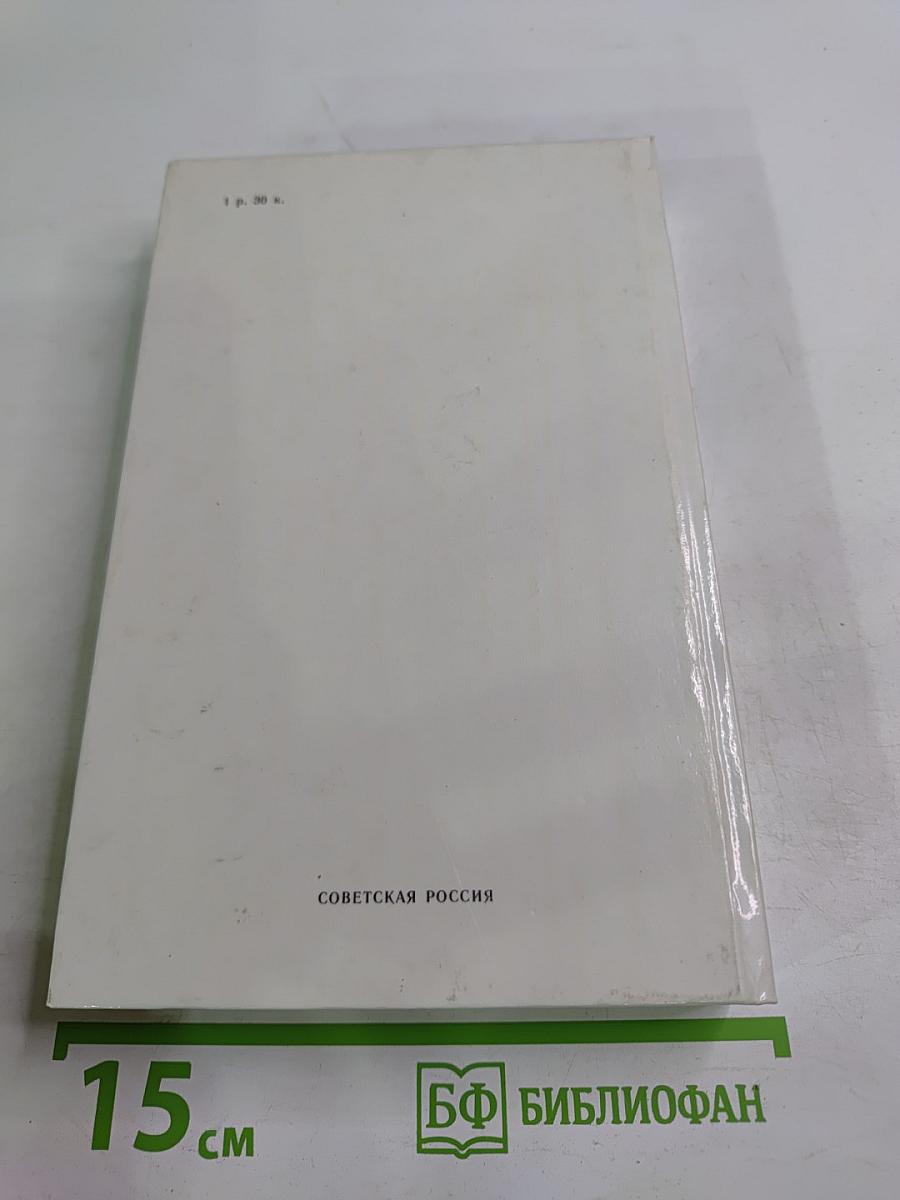 1 р. 30 к.
СОВЕТСКАЯ РОССИЯ
15 см
БФ БИБЛИОФАН